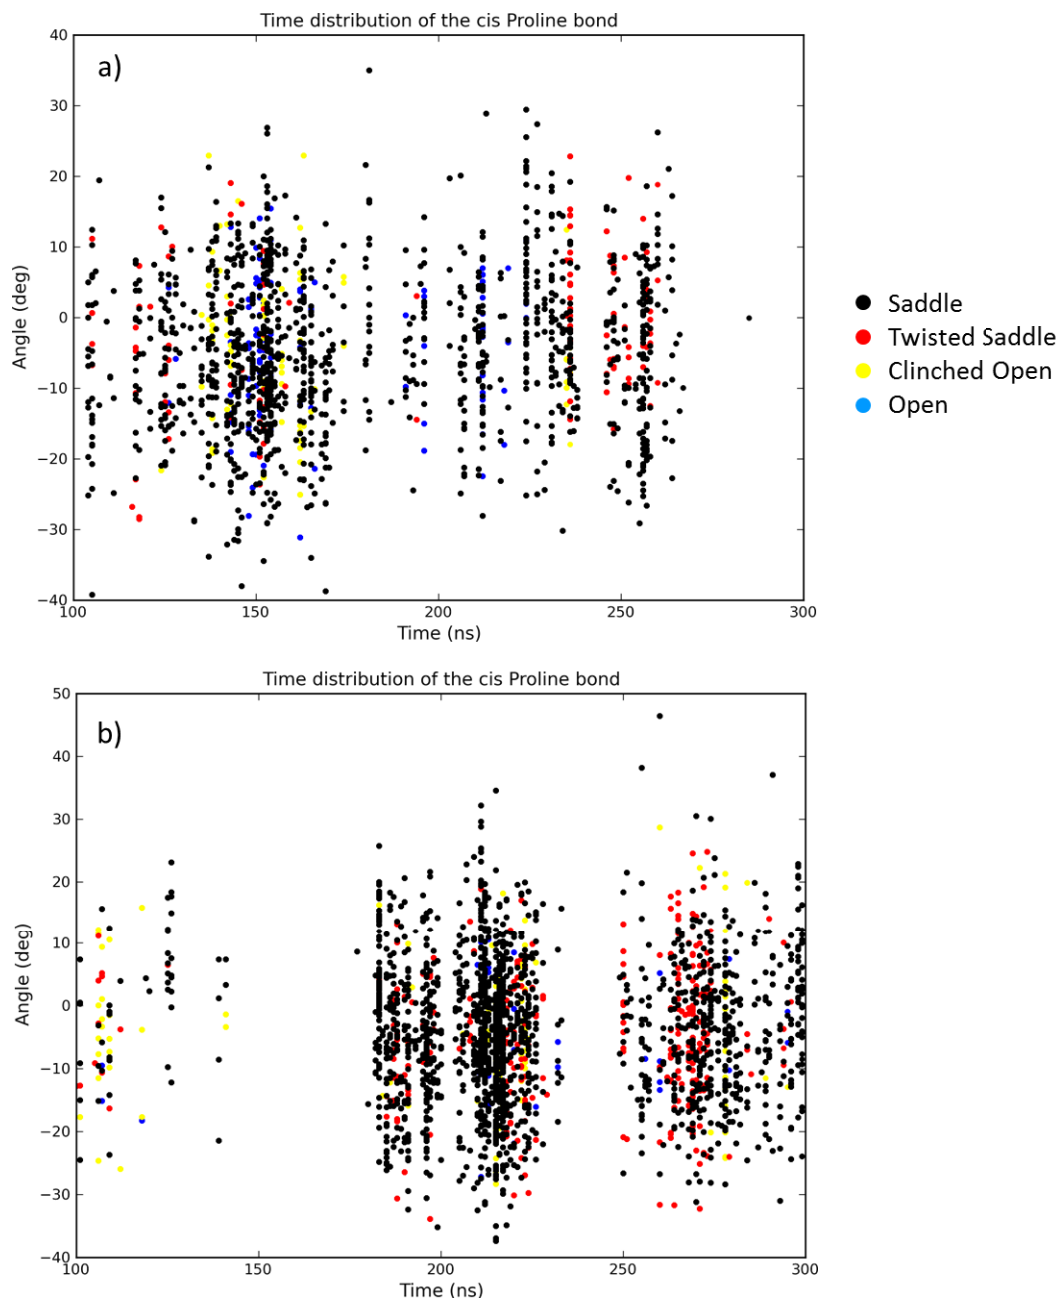 Time distribution of the cis Proline bond
a)
40
30
20
10
0
−10
−20
−30
−40
Angle (deg)
100
150
200
250
300
Time (ns)
Saddle
Twisted Saddle
Clinched Open
Open
Time distribution of the cis Proline bond
b)
50
40
30
20
10
0
−10
−20
−30
−40
Angle (deg)
100
150
200
250
300
Time (ns)